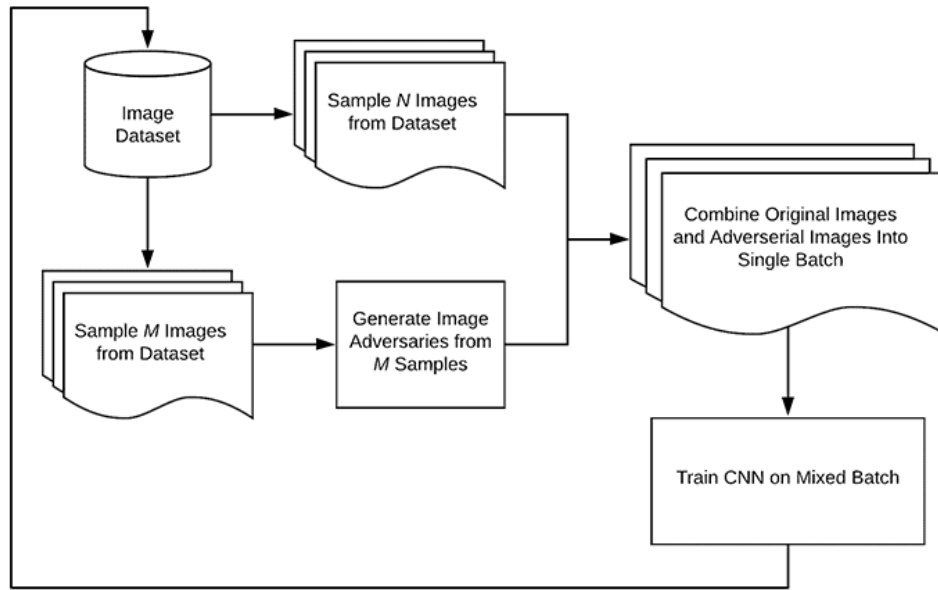 Image
Dataset
Sample N Images
from Dataset
Combine Original Images
and Adverserial Images Into
Single Batch
Sample M Images
from Dataset
Generate Image
Adversaries from
M Samples
Train CNN on Mixed Batch